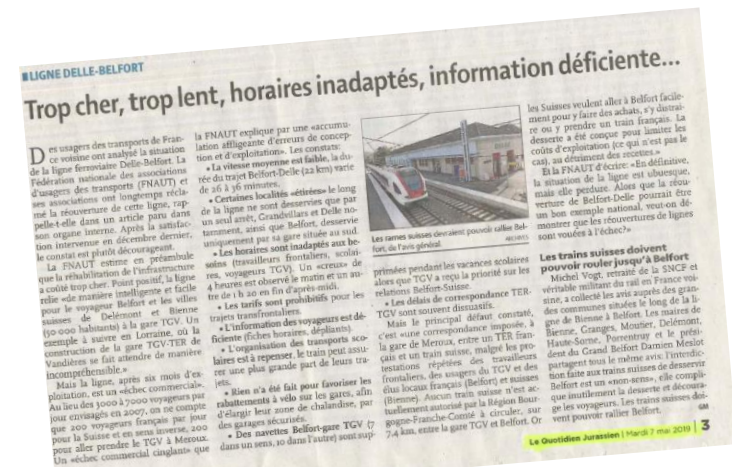 LIGNE DELLE-BELFORT
Trop cher, trop lent, horaires inadaptés, information déficiente...
Des usagers des transports de Fran-
ce voisine ont analysé la situation
de la ligne ferroviaire Delle-Belfort. La
Fédération nationale des associations
d'usagers des transports (FNAUT) et
ses associations ont longtemps récla-
mé la réouverture de cette ligne, rap-
pelle-t-elle dans un article paru dans
son organe interne. Après la satisfac-
tion intervenue en décembre dernier,
le constat est plutôt décourageant.
La FNAUT estime en préambule
que la réhabilitation de l'infrastructure
a coûté trop cher. Point positif, la ligne
relie «de manière intelligente et facile
pour le voyageur Belfort et les villes
suisses de Delémont et Bienne
(50 000 habitants) à la gare TGV. Un
exemple à suivre en Lorraine, où la
construction de la gare TGV-TER de
Vandières se fait attendre de manière
incompréhensible.»
Mais la ligne, après six mois d'ex-
ploitation, est un «échec commercial».
Au lieu des 3000 à 7000 voyageurs par
jour envisagés en 2007, on ne compte
que 200 voyageurs français par jour
pour la Suisse et en sens inverse, 200
pour aller prendre le TGV à Meroux.
Un «échec commercial cinglant» que
la FNAUT explique par une «accumu-
lation affligeante d'erreurs de concep-
tion et d'exploitation». Les constats:
• La vitesse moyenne est faible, la du-
rée du trajet Belfort-Delle (22 km) varie
de 26 à 36 minutes.
• Certaines localités «étirées» le long
de la ligne ne sont desservies que par
un seul arrêt, Grandvillars et Delle no-
tamment, ainsi que Belfort, desservie
uniquement par sa gare située au sud.
• Les horaires sont inadaptés aux be-
soins (travailleurs frontaliers, scolai-
res, voyageurs TGV). Un «creux» de
4 heures est observé le matin et un au-
tre de 1 h 20 en fin d'après-midi.
• Les tarifs sont prohibitifs pour les
trajets transfrontaliers.
• L'information des voyageurs est dé-
ficiente (fiches horaires, dépliants).
• L'organisation des transports sco-
laires est à repenser, le train peut assu-
rer une plus grande part de leurs tra-
jets.
• Rien n'a été fait pour favoriser les
rabattements à vélo sur les gares, afin
d'élargir leur zone de chalandise, par
des garages sécurisés.
• Des navettes Belfort-gare TGV (7
dans un sens, 10 dans l'autre) sont sup-
Les rames suisses devraient pouvoir rallier Bel-
fort, de l'avis général.
ARCHIVES
primées pendant les vacances scolaires
alors que TGV a reçu la priorité sur les
relations Belfort-Suisse.
• Les délais de correspondance TER-
TGV sont souvent dissuasifs.
Mais le principal défaut constaté,
c'est «une correspondance imposée, à
la gare de Meroux, entre un TER fran-
çais et un train suisse, malgré les pro-
testations répétées des travailleurs
frontaliers, des usagers du TGV et des
élus locaux français (Belfort) et suisses
(Bienne). Aucun train suisse n'est ac-
tuellement autorisé par la Région Bour-
gogne-Franche-Comté à circuler, sur
7,4 km, entre la gare TGV et Belfort. Or
les Suisses veulent aller à Belfort facile-
ment pour y faire des achats, s'y distrai-
re ou y prendre un train français. La
desserte a été conçue pour limiter les
coûts d'exploitation (ce qui n'est pas le
cas), au détriment des recettes.»
Et la FNAUT d'écrire: «En définitive,
la situation de la ligne est ubuesque,
mais elle perdure. Alors que la réou-
verture de Belfort-Delle pourrait être
un bon exemple national, veut-on dé-
montrer que les réouvertures de lignes
sont vouées à l'échec?»
Les trains suisses doivent
pouvoir rouler jusqu'à Belfort
Michel Vogt, retraité de la SNCF et
véritable militant du rail en France voi-
sine, a collecté les avis auprès des gran-
des communes situées le long de la li-
gne de Bienne à Belfort. Les maires de
Bienne, Granges, Moutier, Delémont,
Haute-Sorne, Porrentruy et le prési-
dent du Grand Belfort Damien Meslot
partagent tous le même avis: l'interdic-
tion faite aux trains suisses de desservir
Belfort est un «non-sens», elle compli-
que inutilement la desserte et découra-
ge les voyageurs. Les trains suisses doi-
vent pouvoir rallier Belfort.
GM
Le Quotidien Jurassien | Mardi 7 mai 2019 | 3